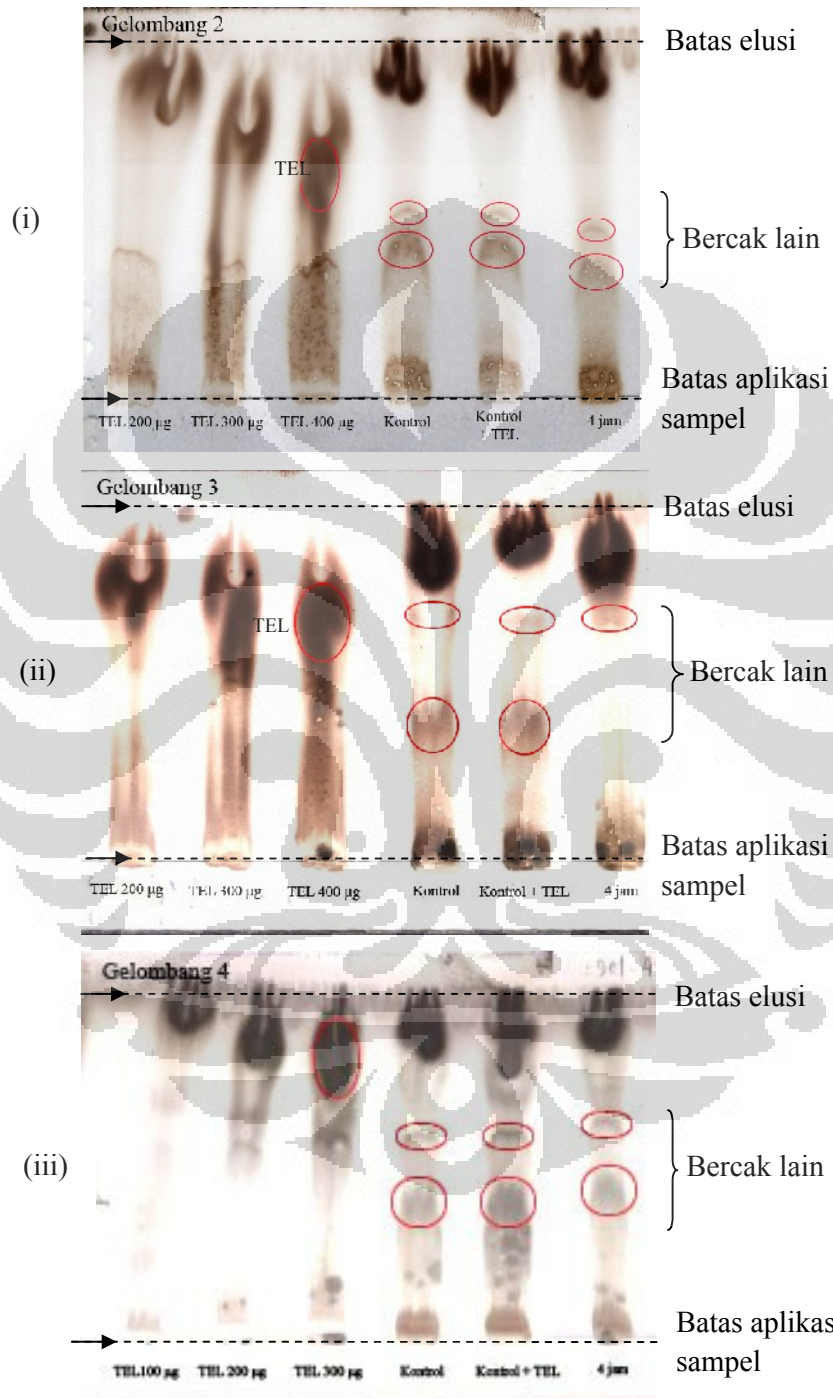 Gelombang 2
Batas elusi
TEL
(i)
Bercak lain
Batas aplikasi
sampel
TEL 200 µg
TEL 300 µg
TEL 400 µg
Kontrol
Kontrol
+ TEL
4 jam
Gelombang 3
Batas elusi
TEL
(ii)
Bercak lain
Batas aplikasi
sampel
TEL 200 µg
TEL 300 µg
TEL 400 µg
Kontrol
Kontrol + TEL
4 jam
Gelombang 4
Batas elusi
(iii)
Bercak lain
Batas aplikas
sampel
TEL100 µg
TEL 200 µg
TEL 300 µg
Kontrol
Kontrol + TEL
4 jam